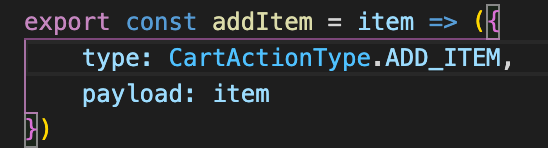 export const addItem = item => ({
    type: CartActionType.ADD_ITEM,
    payload: item
})